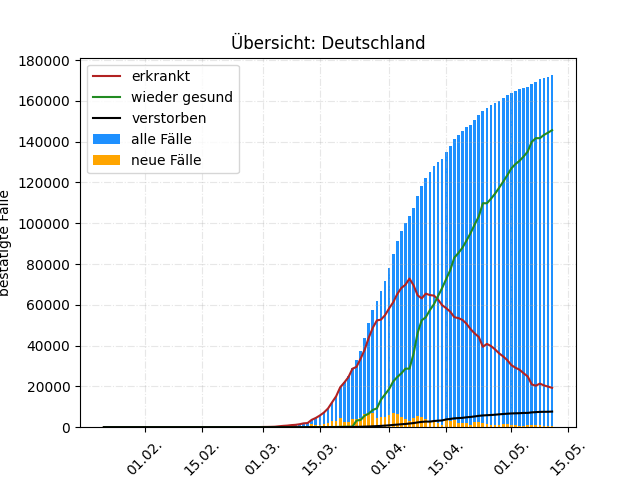 Übersicht: Deutschland
180000
160000
140000
120000
100000
80000
60000
40000
20000
0
bestätigte Fälle
erkrankt
wieder gesund
verstorben
alle Fälle
neue Fälle
01.02.
15.02.
01.03.
15.03.
01.04.
15.04.
01.05.
15.05.